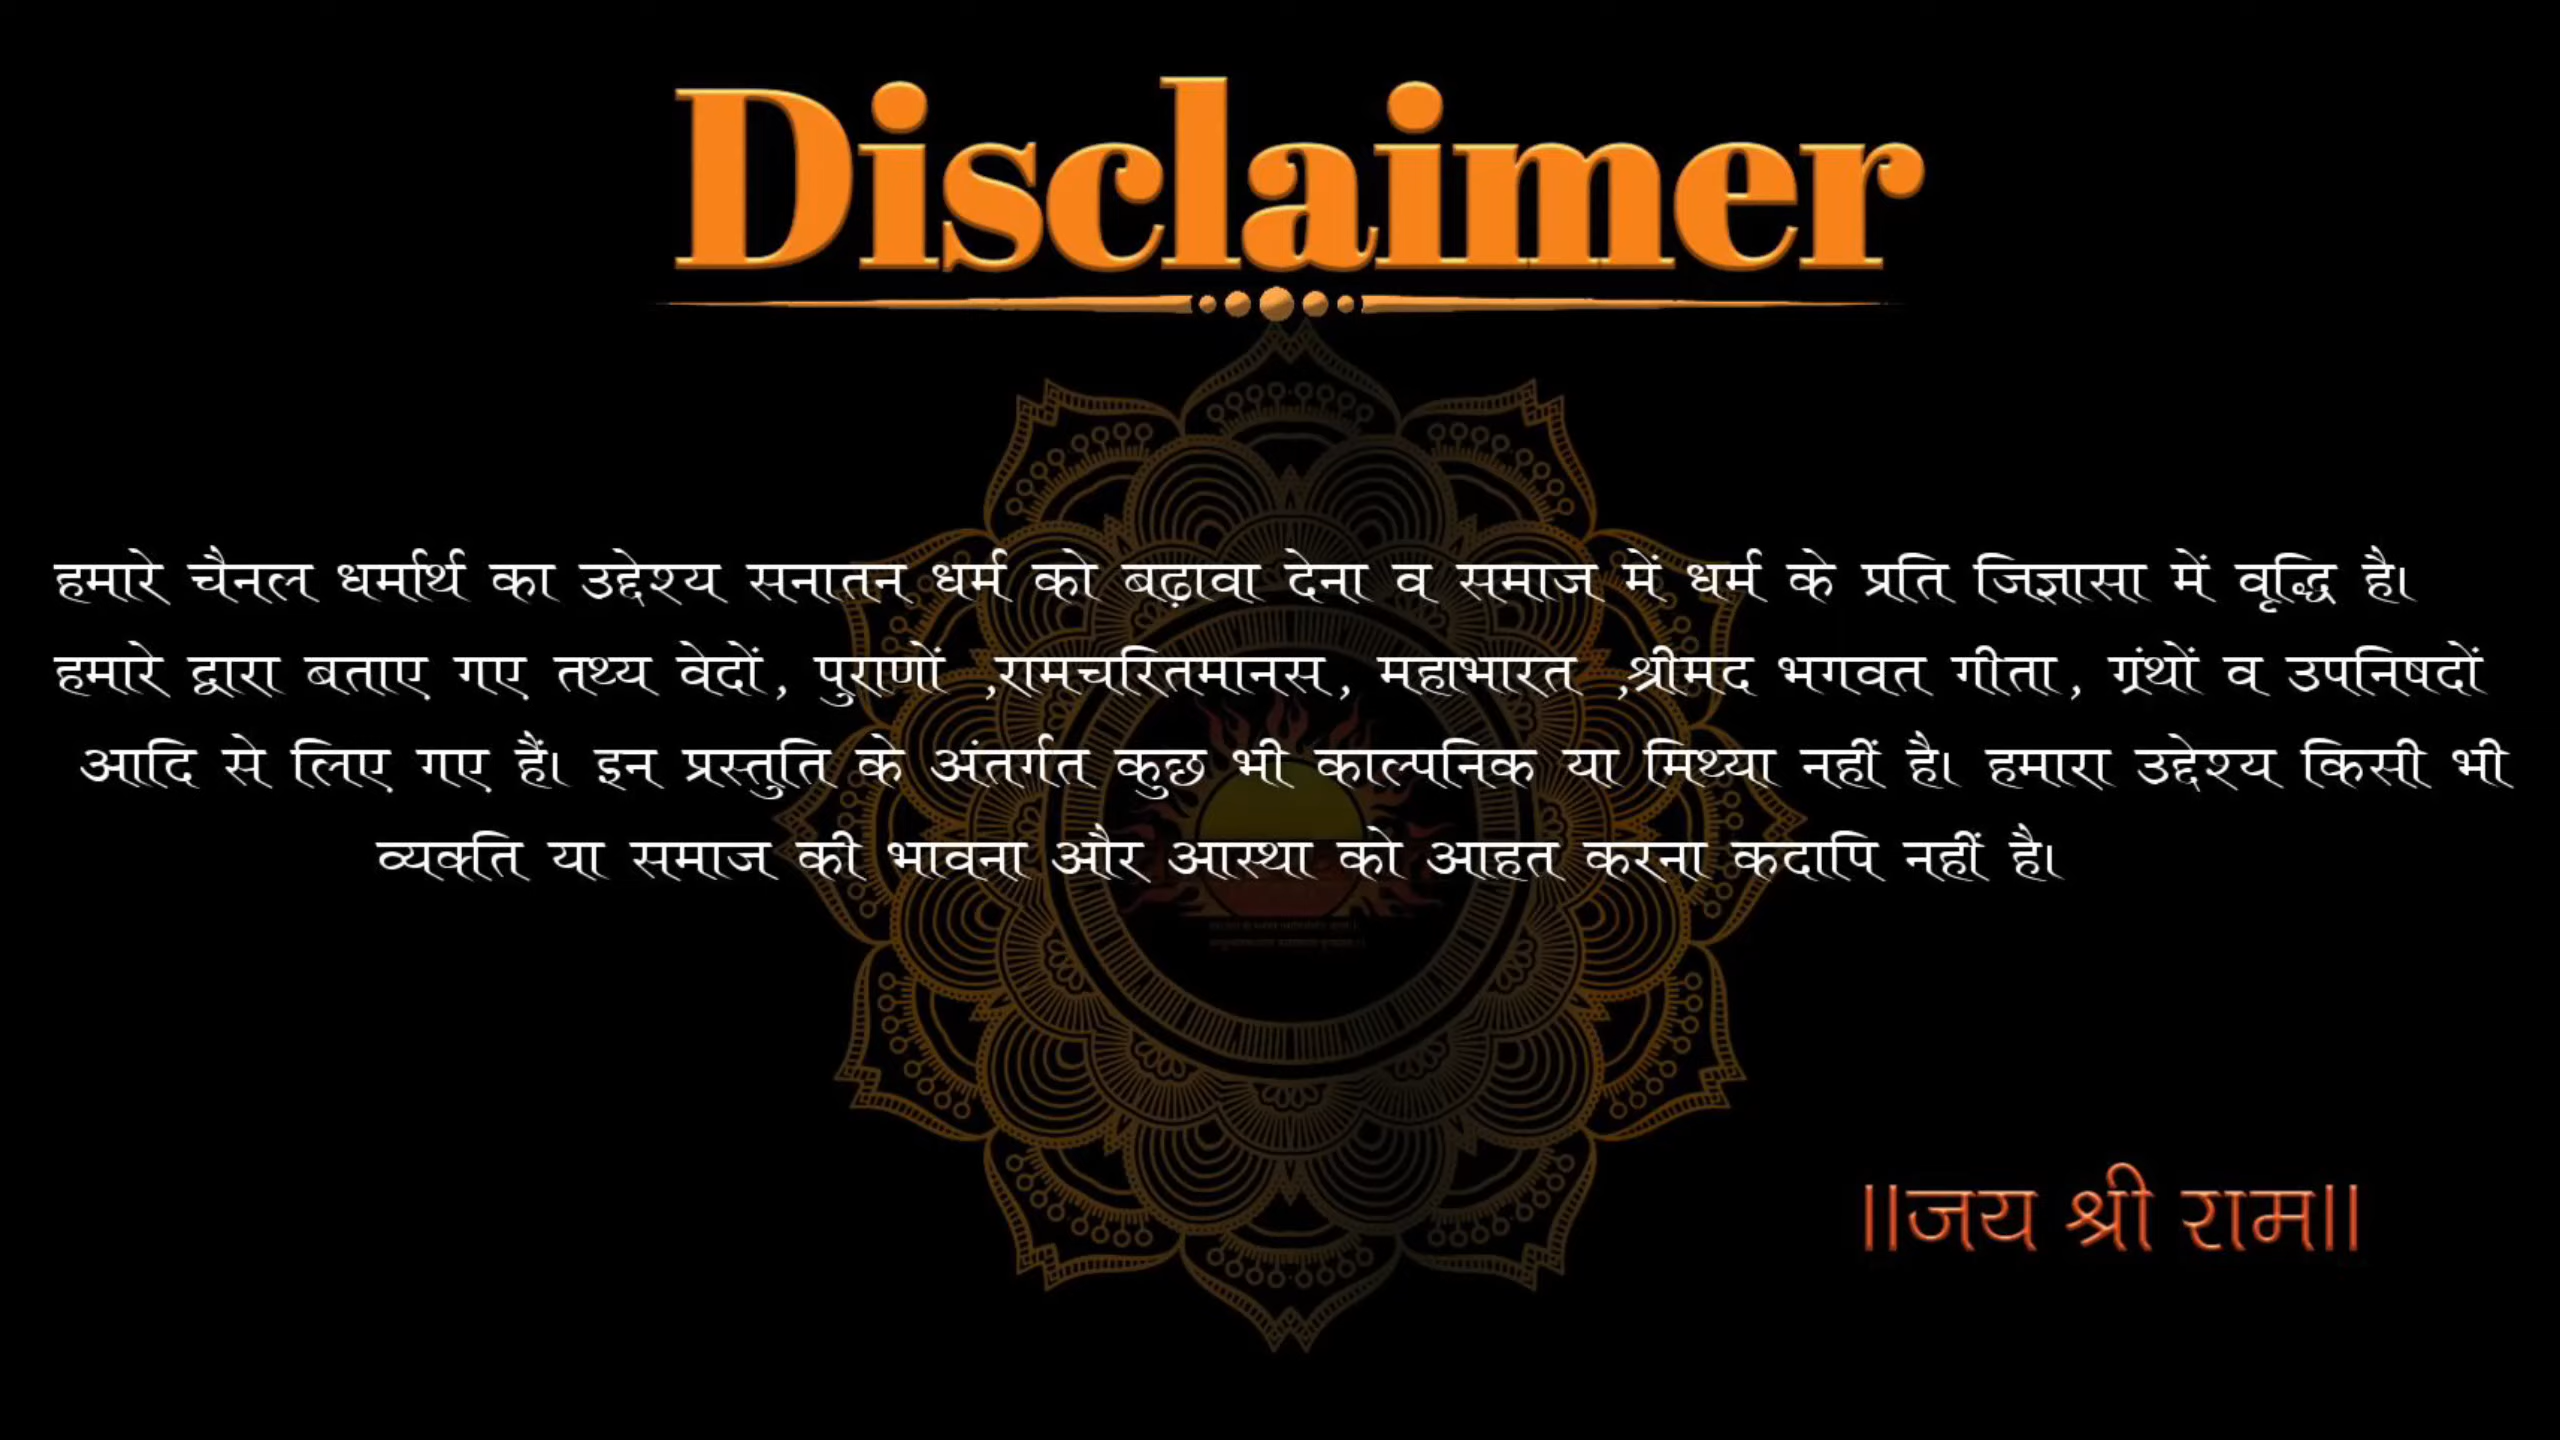 Disclaimer
हमारे चैनल धर्मार्थ का उद्देश्य सनातन धर्म को बढ़ावा देना व समाज में धर्म के प्रति जिज्ञासा में वृद्धि है।
हमारे द्वारा बताए गए तथ्य वेदों, पुराणों ,रामचरितमानस, महाभारत ,श्रीमद भगवत गीता, ग्रंथों व उपनिषदों
आदि से लिए गए हैं। इन प्रस्तुति के अंतर्गत कुछ भी काल्पनिक या मिथ्या नहीं है। हमारा उद्देश्य किसी भी
व्यक्ति या समाज की भावना और आस्था को आहत करना कदापि नहीं है।
||जय श्री राम||